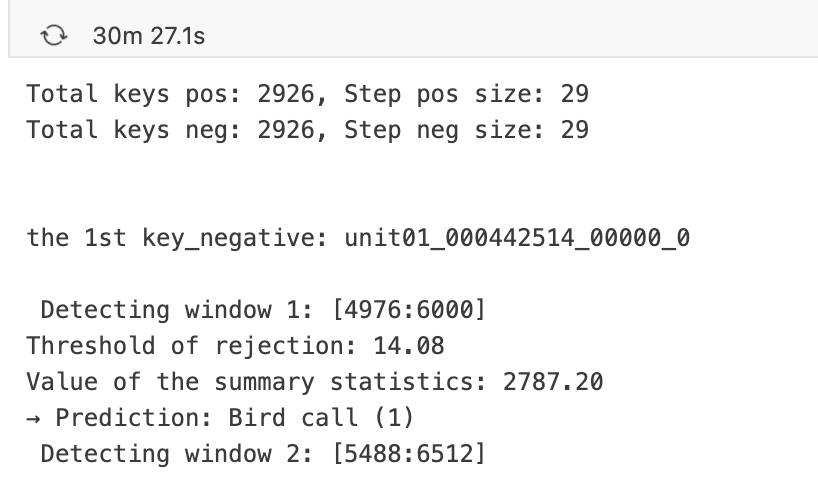 30m 27.1s
Total keys pos: 2926, Step pos size: 29
Total keys neg: 2926, Step neg size: 29
the 1st key_negative: unit01_000442514_00000_0
Detecting window 1: [4976:6000]
Threshold of rejection: 14.08
Value of the summary statistics: 2787.20
→ Prediction: Bird call (1)
Detecting window 2: [5488:6512]